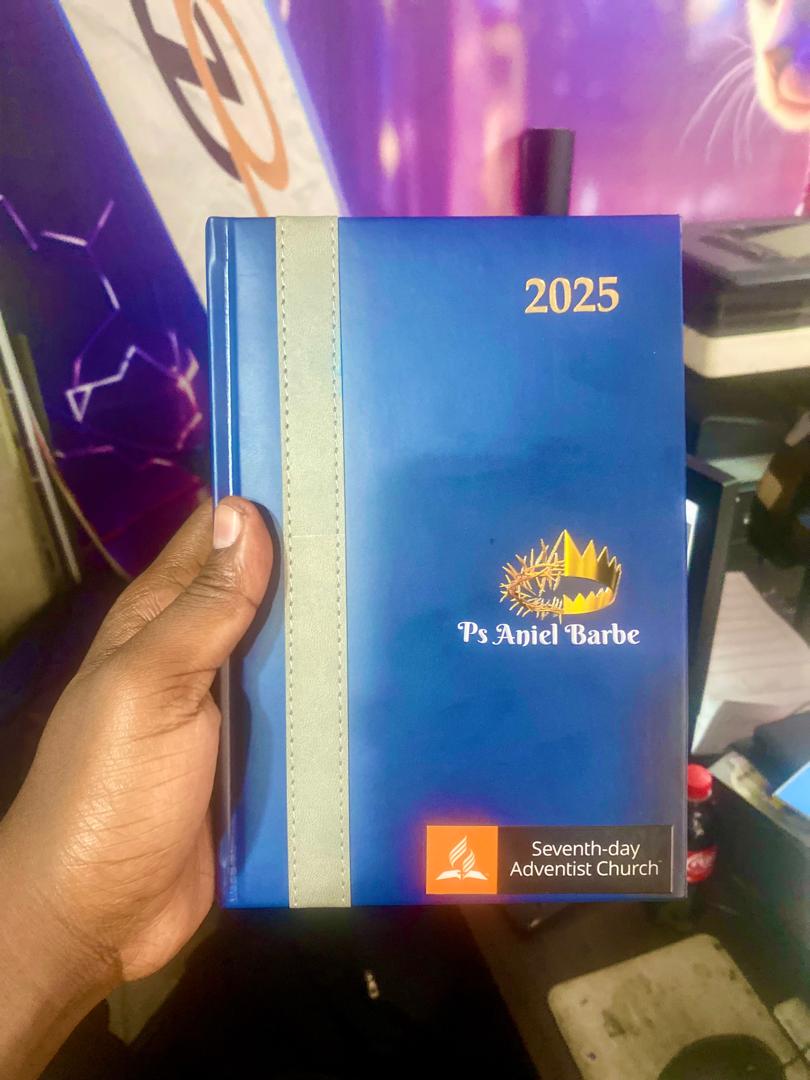 2025
Ps Aniel Barbe
Seventh-day
Adventist Church